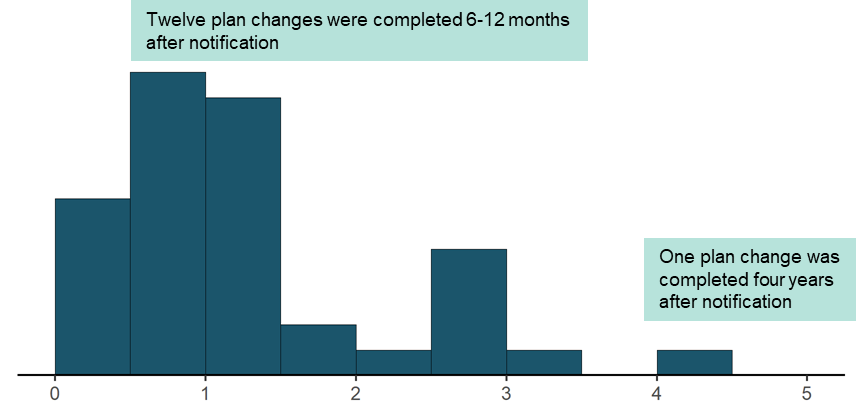 Twelve plan changes were completed 6-12 months
after notification
One plan change was
completed four years
after notification
0 1 2 3 4 5